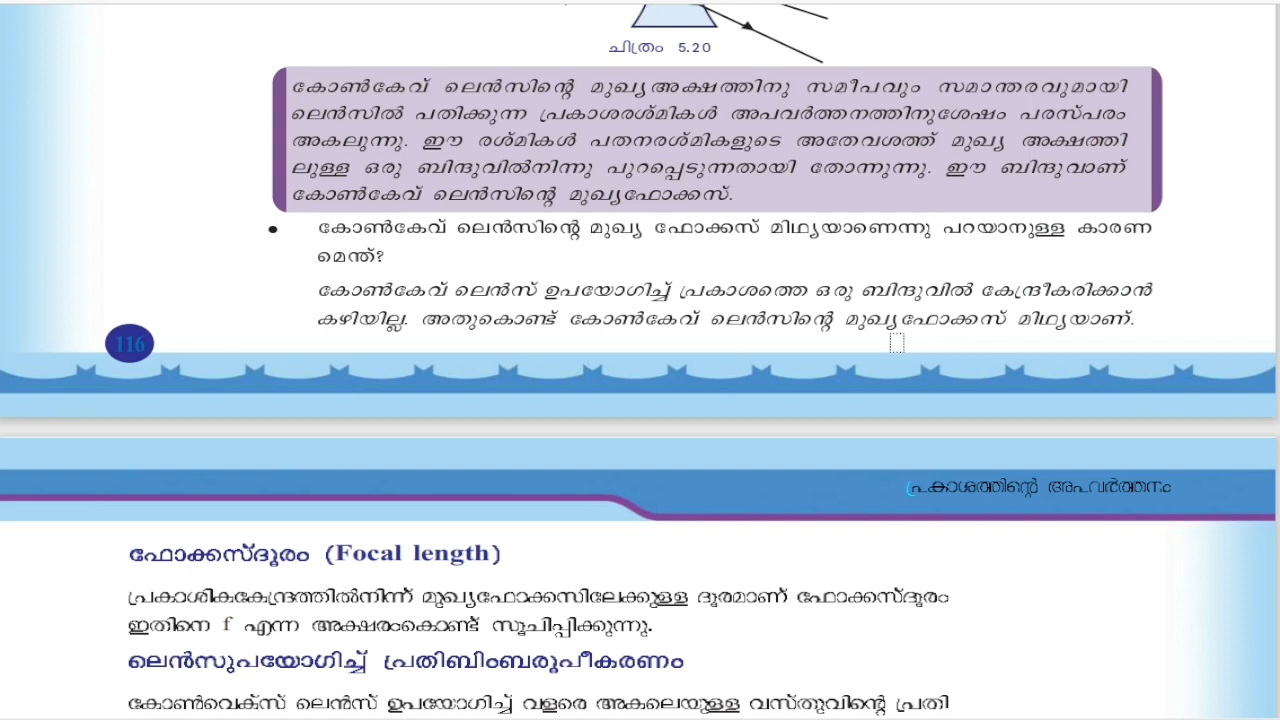 ചിത്രം 5.20
കോൺകേവ് ലെൻസിന്റെ മുഖ്യഅക്ഷത്തിനു സമീപവും സമാന്തരവുമായി
ലെൻസിൽ പതിക്കുന്ന പ്രകാശരശ്മികൾ അപവർത്തനത്തിനുശേഷം പരസ്പരം
അകലുന്നു. ഈ രശ്മികൾ പതനരശ്മികളുടെ അതേവശത്ത് മുഖ്യ അക്ഷത്തി
ലുള്ള ഒരു ബിന്ദുവിൽനിന്നു പുറപ്പെടുന്നതായി തോന്നുന്നു. ഈ ബിന്ദുവാണ്
കോൺകേവ് ലെൻസിന്റെ മുഖ്യഫോക്കസ്.
• കോൺകേവ് ലെൻസിന്റെ മുഖ്യ ഫോക്കസ് മിഥ്യയാണെന്നു പറയാനുള്ള കാരണ
മെന്ത്?
കോൺകേവ് ലെൻസ് ഉപയോഗിച്ച് പ്രകാശത്തെ ഒരു ബിന്ദുവിൽ കേന്ദ്രീകരിക്കാൻ
കഴിയില്ല. അതുകൊണ്ട് കോൺകേവ് ലെൻസിന്റെ മുഖ്യഫോക്കസ് മിഥ്യയാണ്.
116
പ്രകാശത്തിന്റെ അപവർത്തനം
ഫോക്കസ്ദൂരം (Focal length)
പ്രകാശികകേന്ദ്രത്തിൽനിന്ന് മുഖ്യഫോക്കസിലേക്കുള്ള ദൂരമാണ് ഫോക്കസ്ദൂരം
ഇതിനെ f എന്ന അക്ഷരംകൊണ്ട് സൂചിപ്പിക്കുന്നു.
ലെൻസുപയോഗിച്ച് പ്രതിബിംബരൂപീകരണം
കോൺവെക്സ് ലെൻസ് ഉപയോഗിച്ച് വളരെ അകലെയുള്ള വസ്തുവിന്റെ പ്രതി